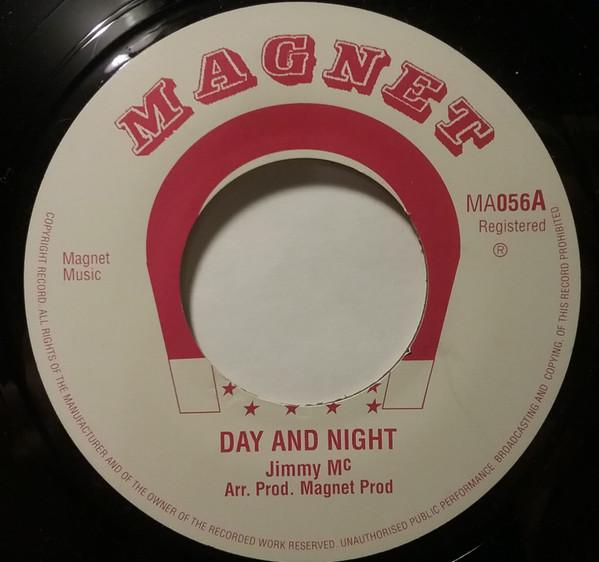 MAGNET
MA056A
Registered
®
Magnet
Music
DAY AND NIGHT
Jimmy Mc
Arr. Prod. Magnet Prod
COPYRIGHT RECORD. ALL RIGHTS OF THE MANUFACTURER AND OF THE OWNER OF THE RECORDED WORK RESERVED. UNAUTHORISED PUBLIC PERFORMANCE BROADCASTING AND COPYING. OF THIS RECORD PROHIBITED